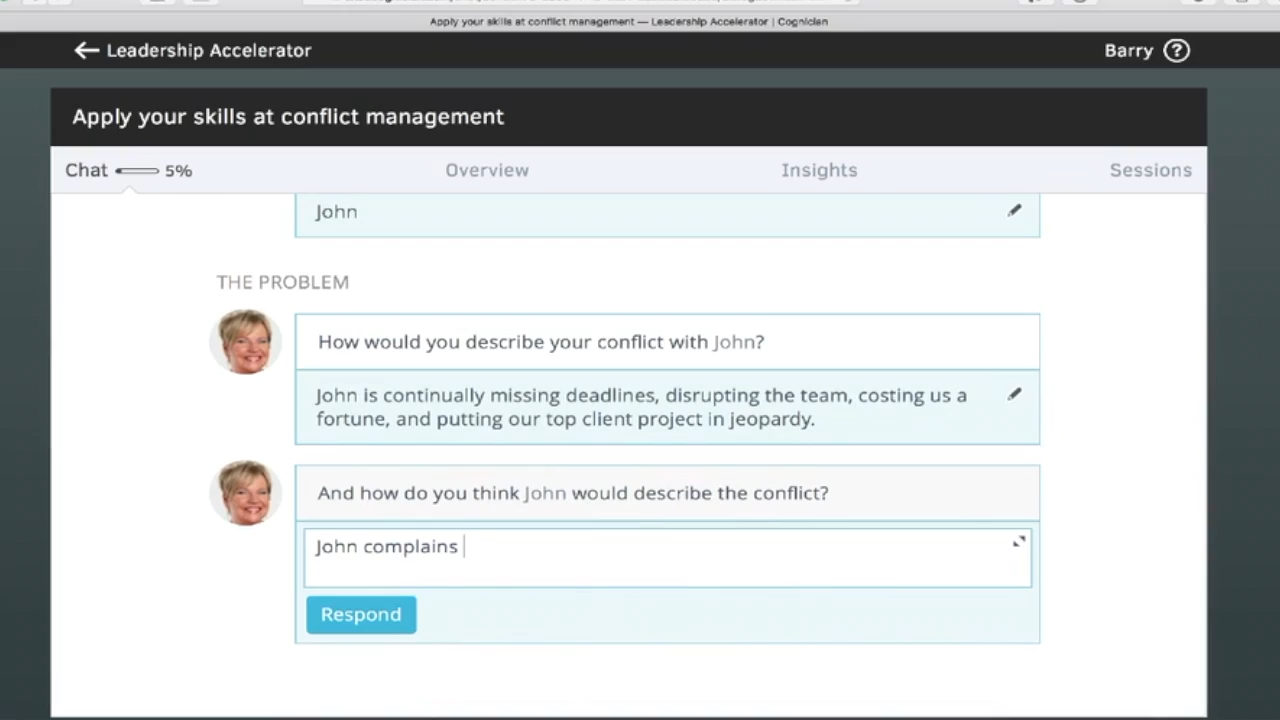 Apply your skills at conflict management — Leadership Accelerator | Cognician
Leadership Accelerator
Barry ?
Apply your skills at conflict management
Chat 5% Overview Insights Sessions
John
THE PROBLEM
How would you describe your conflict with John?
John is continually missing deadlines, disrupting the team, costing us a
fortune, and putting our top client project in jeopardy.
And how do you think John would describe the conflict?
John complains
Respond